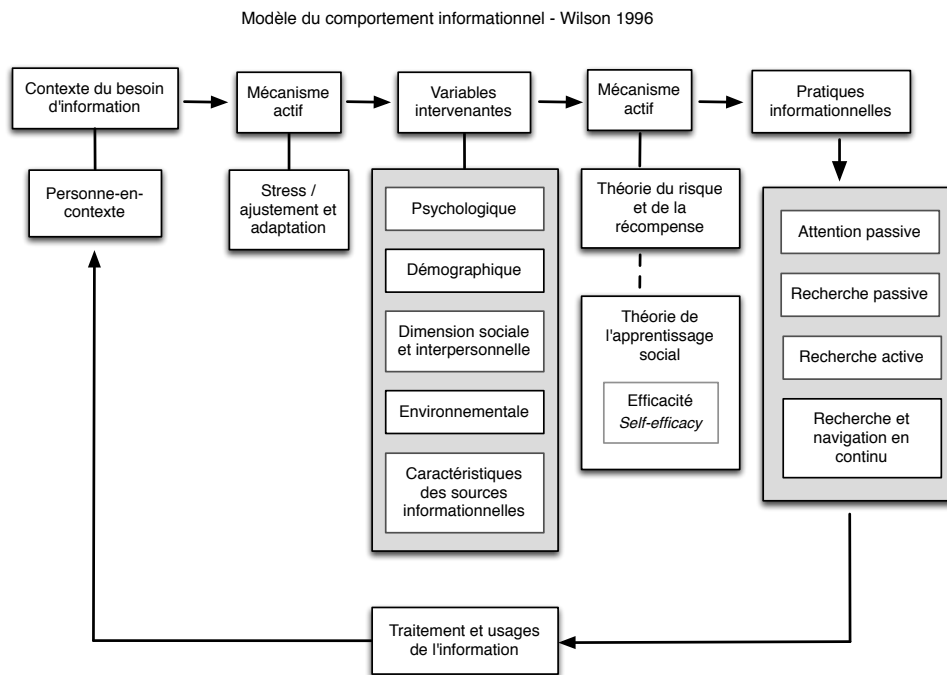 Modèle du comportement informationnel - Wilson 1996
Contexte du besoin
d'information
Mécanisme
actif
Variables
intervenantes
Mécanisme
actif
Pratiques
informationnelles
Personne-en-
contexte
Stress /
ajustement et
adaptation
Psychologique
Démographique
Dimension sociale
et interpersonnelle
Environnementale
Caractéristiques
des sources
informationnelles
Théorie du risque
et de la
récompense
Théorie de
l'apprentissage
social
Efficacité
Self-efficacy
Attention passive
Recherche passive
Recherche active
Recherche et
navigation en
continu
Traitement et usages
de l'information